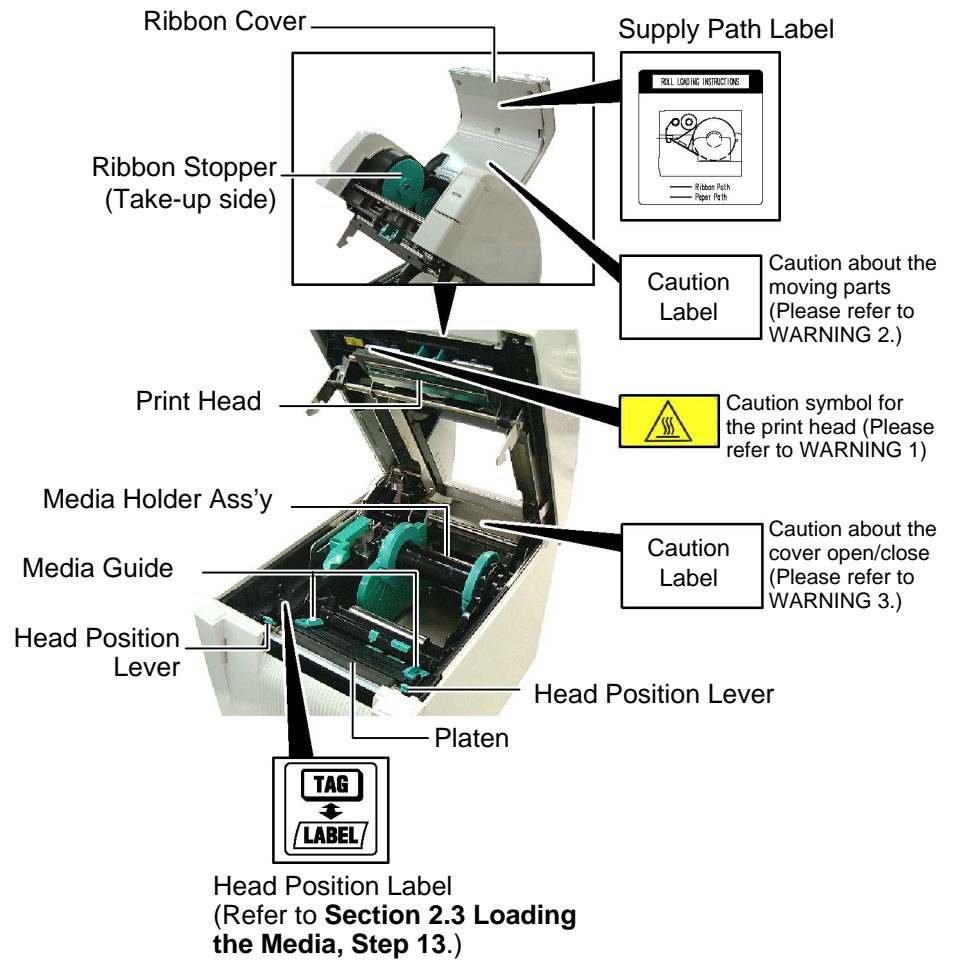 Ribbon Cover
Supply Path Label
ROLL LOADING INSTRUCTIONS
Ribbon Path
Paper Path
Ribbon Stopper
(Take-up side)
Caution
Label
Caution about the
moving parts
(Please refer to
WARNING 2.)
Print Head
Caution symbol for
the print head (Please
refer to WARNING 1)
Media Holder Ass’y
Caution
Label
Caution about the
cover open/close
(Please refer to
WARNING 3.)
Media Guide
Head Position
Lever
Head Position Lever
Platen
TAG
LABEL
Head Position Label
(Refer to Section 2.3 Loading
the Media, Step 13.)